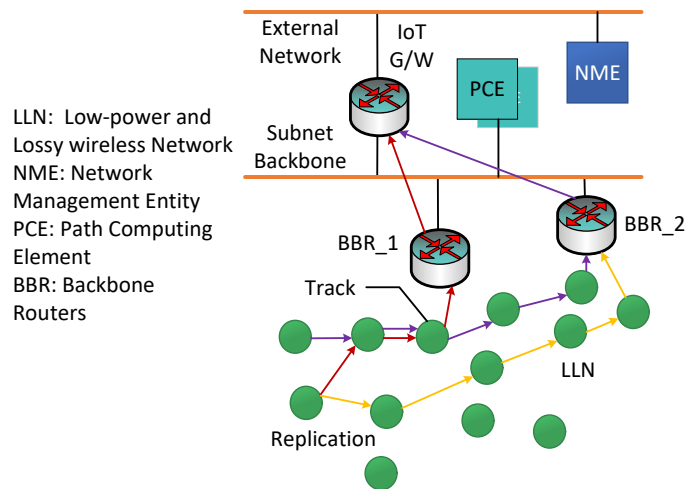 External
Network
IoT
G/W
PCE
NME
LLN:  Low-power and
Lossy wireless Network
NME: Network
Management Entity
PCE: Path Computing
Element
BBR: Backbone
Routers
Subnet
Backbone
BBR_1
BBR_2
Track
LLN
Replication